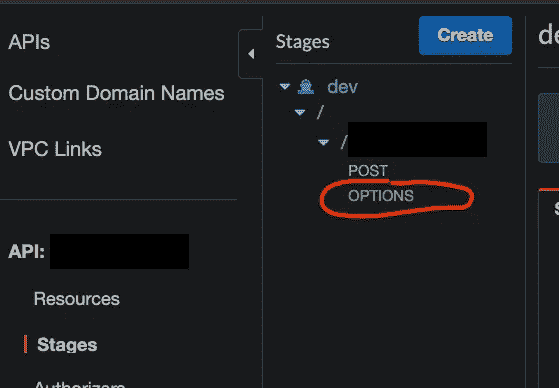 APIs
Custom Domain Names
VPC Links
API:
Resources
Stages
Authorizers
Stages
Create
dev
/
/
POST
OPTIONS
de
S